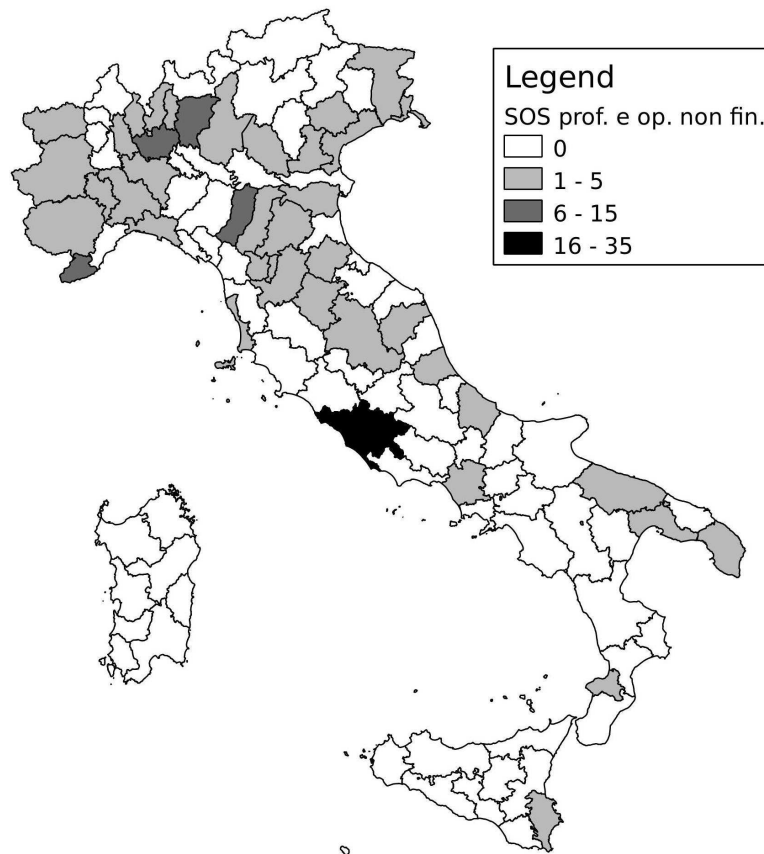 Legend
SOS prof. e op. non fin.
0
1 - 5
6 - 15
16 - 35